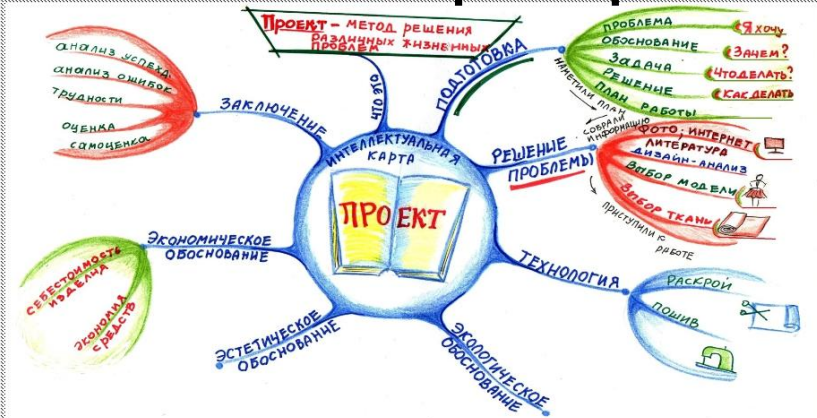 Проект – метод решения
различных жизненных
проблем
что это
Интеллектуальная
карта
ПРОЕКТ
Подготовка
проблема
Я хочу
обоснование
Зачем?
задача
Что делать?
решение
Как делать
план работы
наметили план
собрали
информацию
Решение
проблемы
фото, интернет
литература
дизайн-анализ
выбор модели
выбор ткани
приступили к
работе
Технология
раскрой
пошив
Экологическое
обоснование
Эстетическое
обоснование
Экономическое
обоснование
себестоимость
изделия
экономия
средств
Заключение
анализ успеха
анализ ошибок
трудности
оценка
самооценка